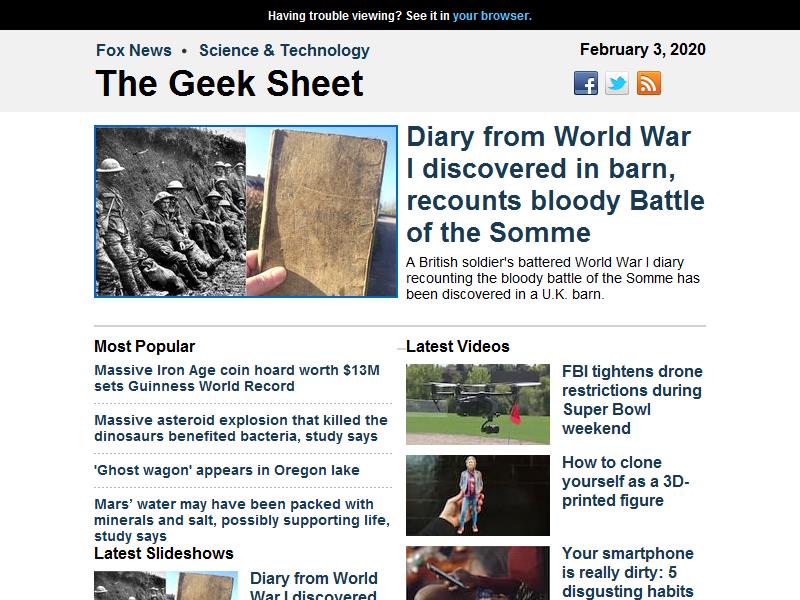 Having trouble viewing? See it in your browser.
Fox News • Science & Technology
February 3, 2020
The Geek Sheet
Diary from World War
I discovered in barn,
recounts bloody Battle
of the Somme
A British soldier's battered World War I diary
recounting the bloody battle of the Somme has
been discovered in a U.K. barn.
Most Popular
Massive Iron Age coin hoard worth $13M
sets Guinness World Record
Massive asteroid explosion that killed the
dinosaurs benefited bacteria, study says
'Ghost wagon' appears in Oregon lake
Mars’ water may have been packed with
minerals and salt, possibly supporting life,
study says
Latest Slideshows
Diary from World
War I discovered
Latest Videos
FBI tightens drone
restrictions during
Super Bowl
weekend
How to clone
yourself as a 3D-
printed figure
Your smartphone
is really dirty: 5
disgusting habits